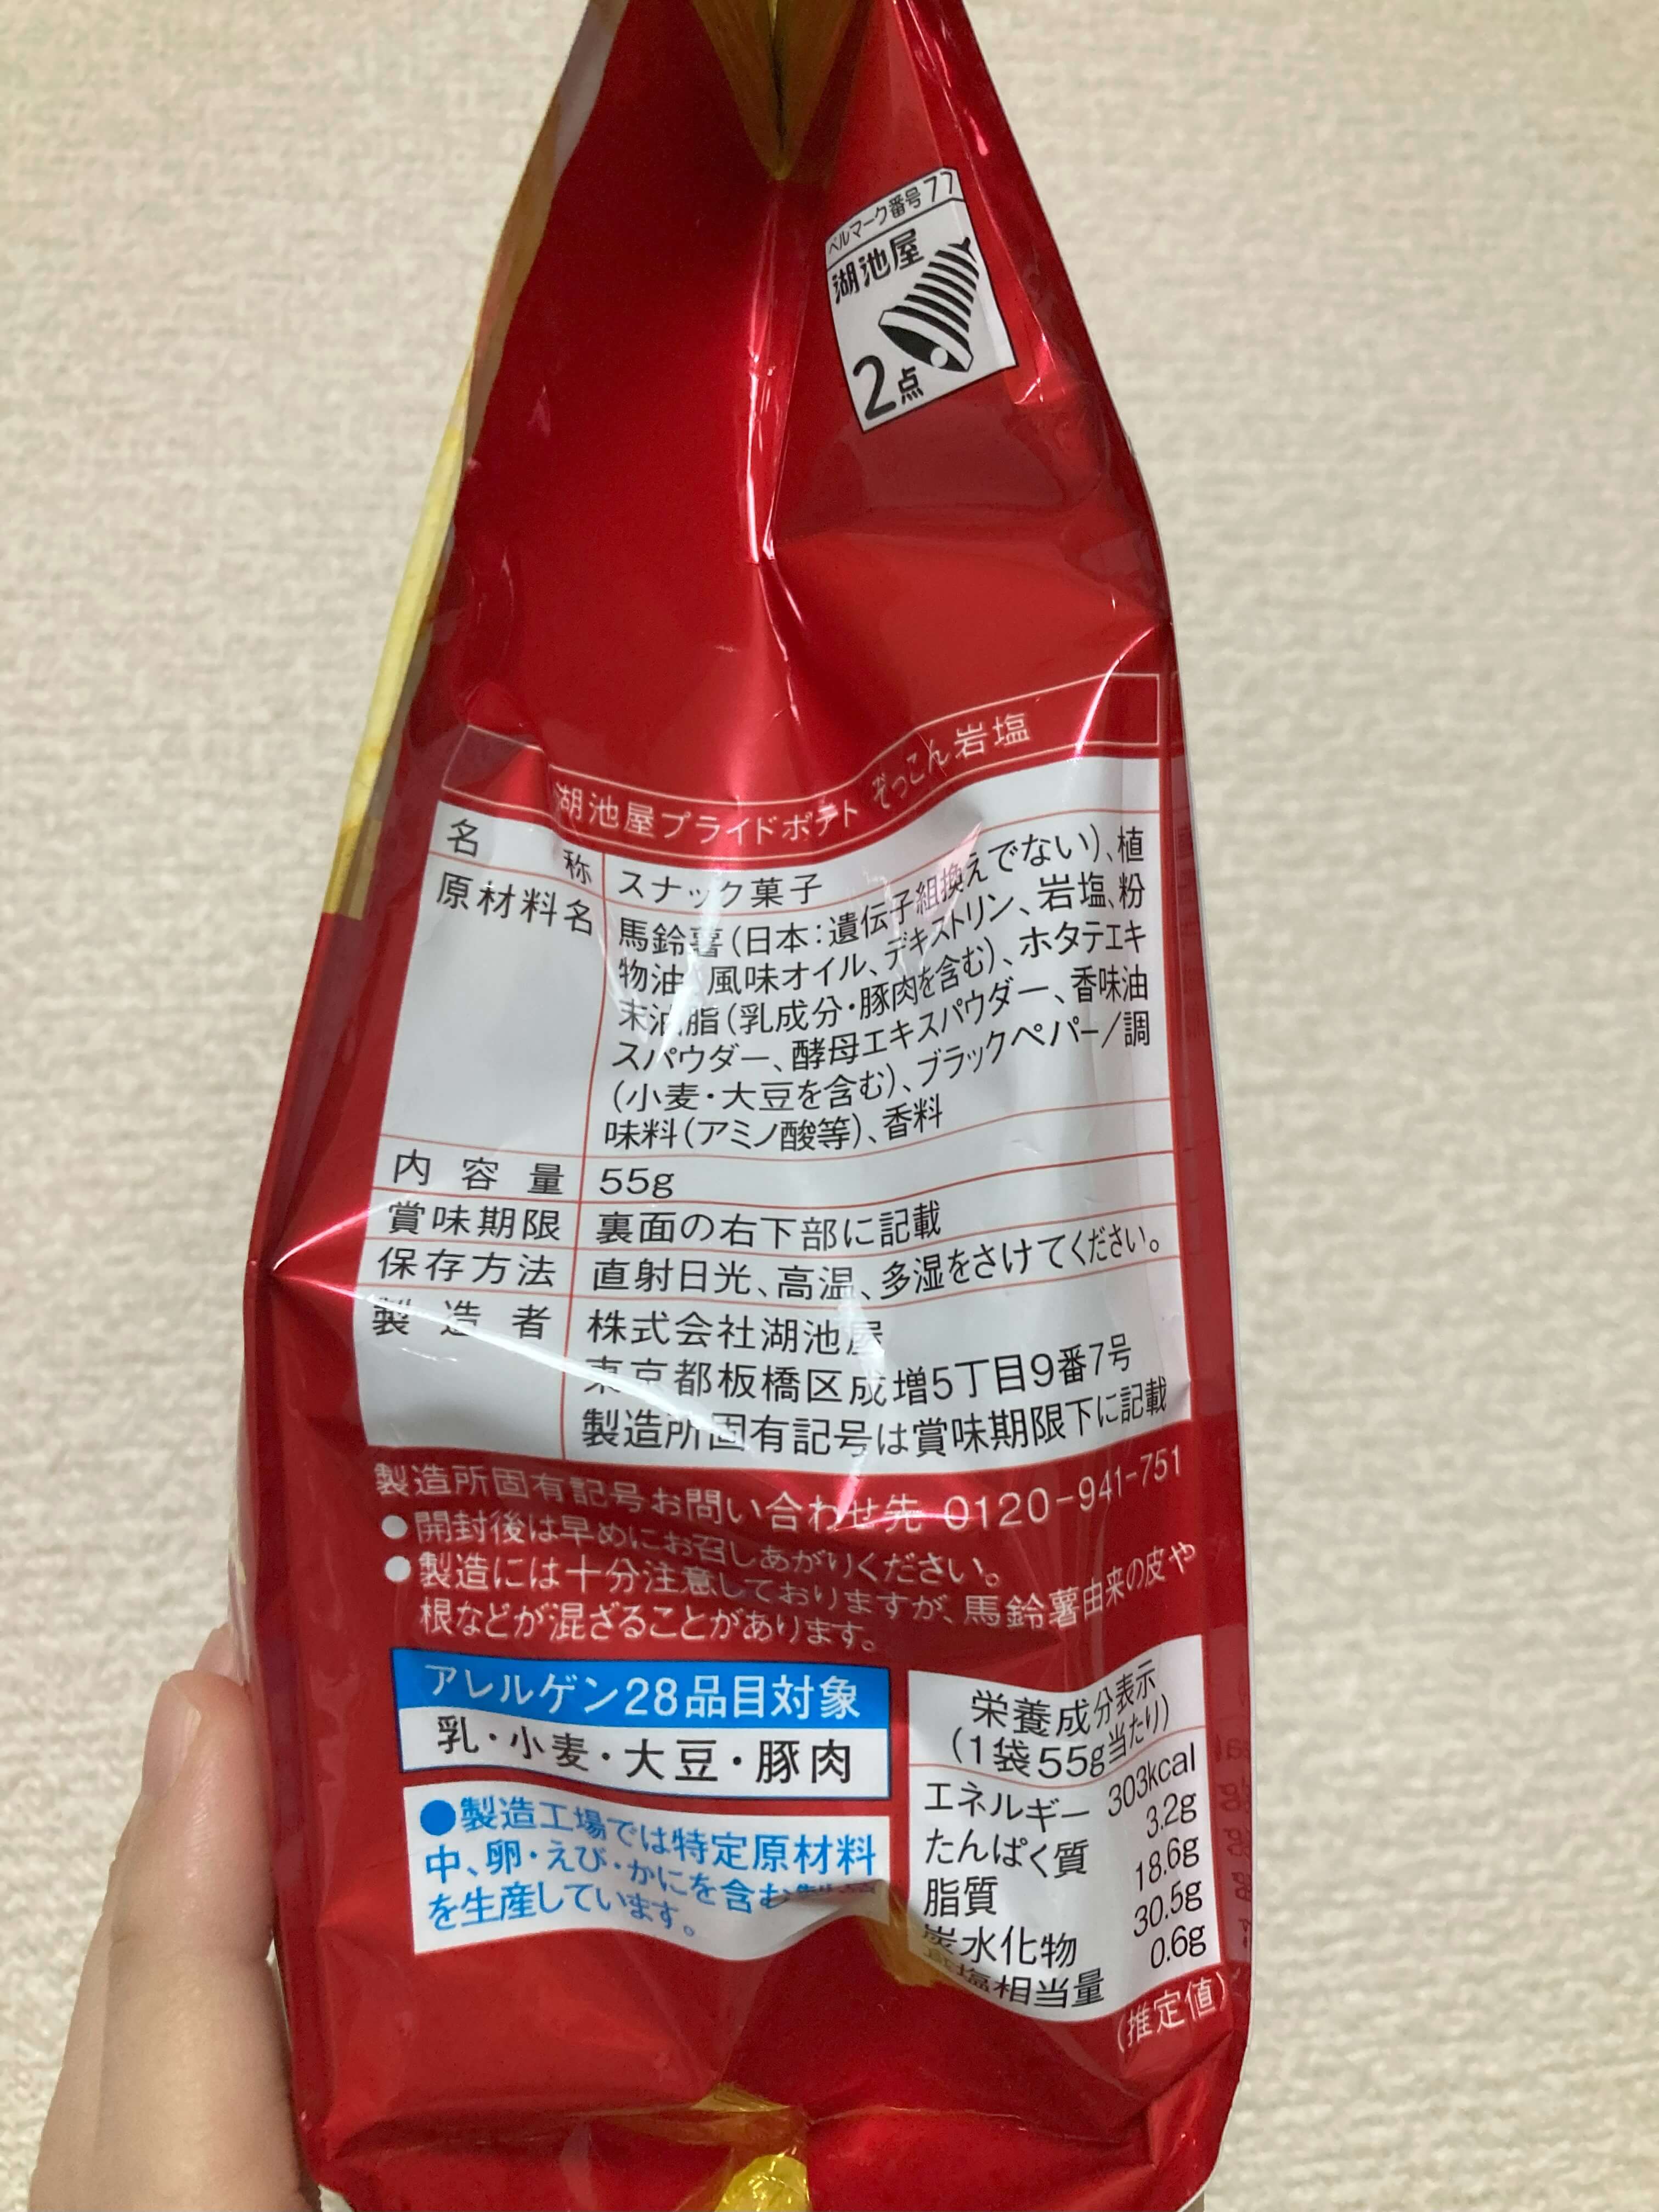 ベルマーク番号77
湖池屋
2点
湖池屋プライドポテト ぞっこん岩塩
名称 スナック菓子
原材料名 馬鈴薯(日本:遺伝子組換えでない)、植
物油、風味オイル、デキストリン、岩塩、粉
末油脂(乳成分・豚肉を含む)、ホタテエキ
スパウダー、酵母エキスパウダー、香味油
(小麦・大豆を含む)、ブラックペパー/調
味料(アミノ酸等)、香料
内容量 55g
賞味期限 裏面の右下部に記載
保存方法 直射日光、高温、多湿をさけてください。
製造者 株式会社湖池屋
東京都板橋区成増5丁目9番7号
製造所固有記号は賞味期限下に記載
製造所固有記号お問い合わせ先 0120-941-751
●開封後は早めにお召しあがりください。
●製造には十分注意しておりますが、馬鈴薯由来の皮や
根などが混ざることがあります。
アレルゲン28品目対象
乳・小麦・大豆・豚肉
●製造工場では特定原材料
中、卵・えび・かにを含む製品
を生産しています。
栄養成分表示
(1袋55g当たり)
エネルギー 303kcal
たんぱく質 3.2g
脂質 18.6g
炭水化物 30.5g
食塩相当量 0.6g
(推定値)